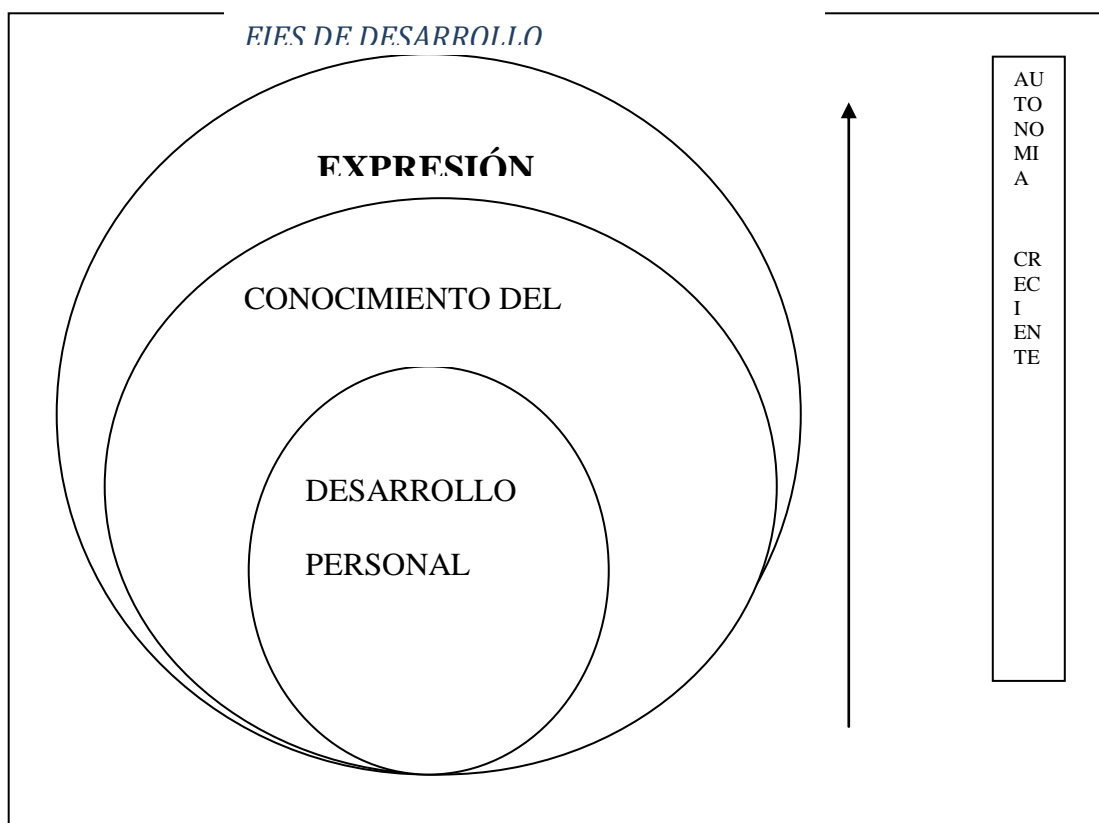 EJES DE DESARROLLO
EXPRESIÓN
CONOCIMIENTO DEL
DESARROLLO
PERSONAL
AU
TO
NO
MI
A
CR
EC
I
EN
TE